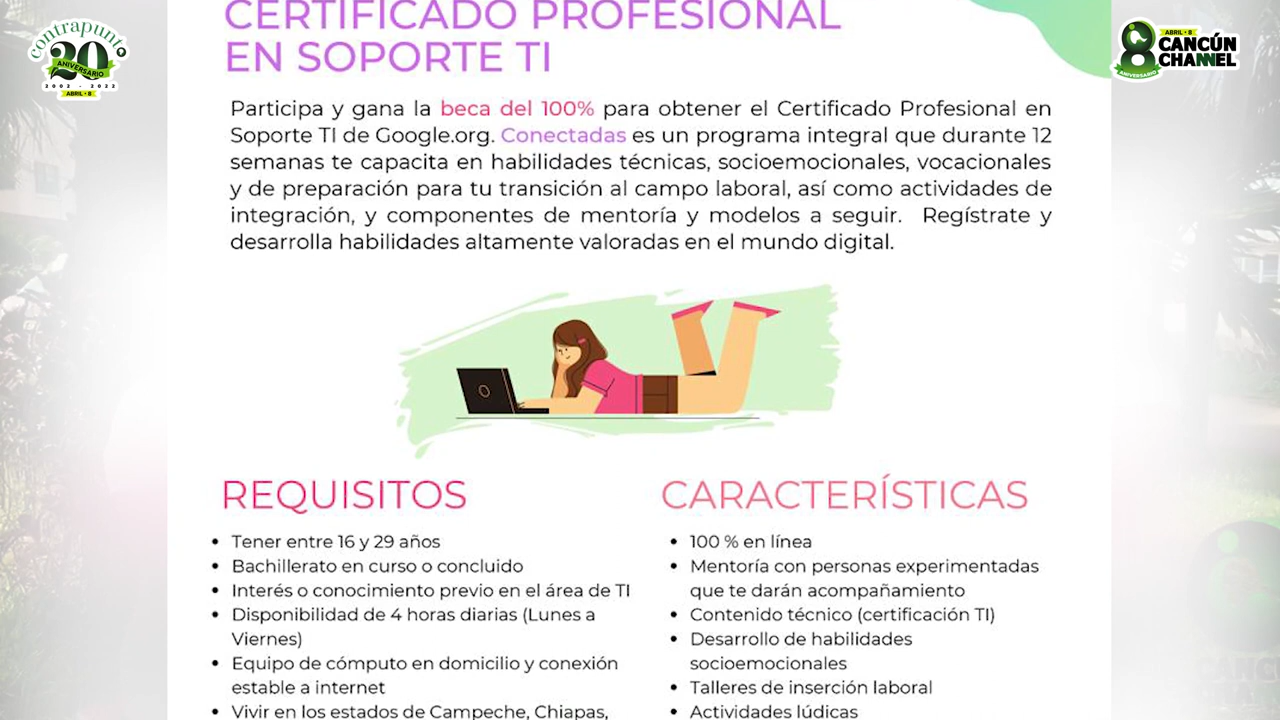 contrapunto
20
ANIVERSARIO
2002 - 2022
ABRIL - 8
ABRIL - 8
8 CANCÚN
CHANNEL
ANIVERSARIO
CERTIFICADO PROFESIONAL
EN SOPORTE TI
Participa y gana la beca del 100% para obtener el Certificado Profesional en
Soporte TI de Google.org. Conectadas es un programa integral que durante 12
semanas te capacita en habilidades técnicas, socioemocionales, vocacionales
y de preparación para tu transición al campo laboral, así como actividades de
integración, y componentes de mentoría y modelos a seguir. Regístrate y
desarrolla habilidades altamente valoradas en el mundo digital.
REQUISITOS
• Tener entre 16 y 29 años
• Bachillerato en curso o concluido
• Interés o conocimiento previo en el área de TI
• Disponibilidad de 4 horas diarias (Lunes a
Viernes)
• Equipo de cómputo en domicilio y conexión
estable a internet
• Vivir en los estados de Campeche, Chiapas,
CARACTERÍSTICAS
• 100 % en línea
• Mentoría con personas experimentadas
que te darán acompañamiento
• Contenido técnico (certificación TI)
• Desarrollo de habilidades
socioemocionales
• Talleres de inserción laboral
• Actividades lúdicas